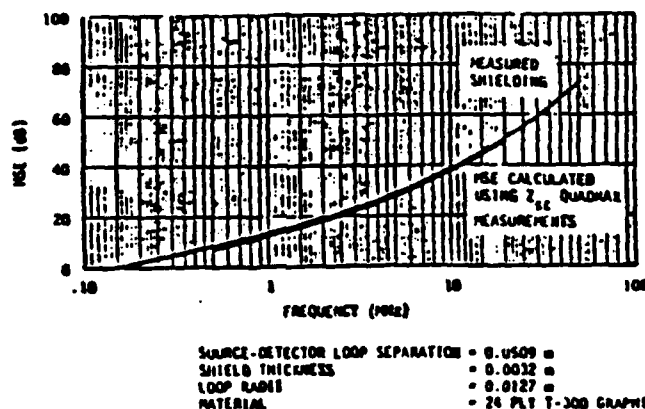 100
80
60
40
20
0
MSE (dB)
MEASURED
SHIELDING
MSE CALCULATED
USING Z_SE QUADRAX
MEASUREMENTS
.10
1
10
100
FREQUENCY (MHz)
SOURCE-DETECTOR LOOP SEPARATION = 0.0509 m
SHIELD THICKNESS = 0.0032 m
LOOP RADII = 0.0127 m
MATERIAL = 24 PLY T-300 GRAPHI